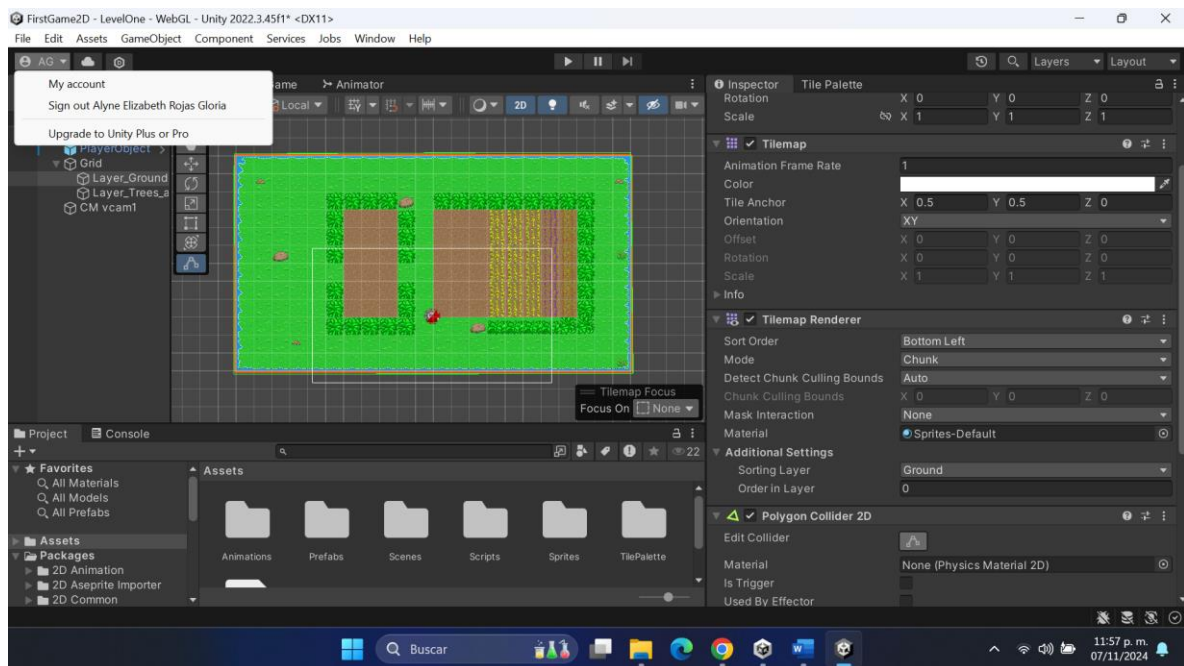 FirstGame2D - LevelOne - WebGL - Unity 2022.3.45f1* <DX11>
File Edit Assets GameObject Component Services Jobs Window Help
AG Layers Layout
My account
Sign out Alyne Elizabeth Rojas Gloria
Upgrade to Unity Plus or Pro
ame Animator
Local 2D
PlayerObject
Grid
Layer_Ground
Layer_Trees_a
CM vcam1
Tilemap Focus
Focus On None
Inspector Tile Palette
Rotation X 0 Y 0 Z 0
Scale X 1 Y 1 Z 1
Tilemap
Animation Frame Rate 1
Color
Tile Anchor X 0.5 Y 0.5 Z 0
Orientation XY
Offset X 0 Y 0 Z 0
Rotation X 0 Y 0 Z 0
Scale X 1 Y 1 Z 1
Info
Tilemap Renderer
Sort Order Bottom Left
Mode Chunk
Detect Chunk Culling Bounds Auto
Chunk Culling Bounds X 0 Y 0 Z 0
Mask Interaction None
Material Sprites-Default
Additional Settings
Sorting Layer Ground
Order in Layer 0
Polygon Collider 2D
Edit Collider
Material None (Physics Material 2D)
Is Trigger
Used By Effector
Project Console
22
Favorites
All Materials
All Models
All Prefabs
Assets
Packages
2D Animation
2D Aseprite Importer
2D Common
Assets
Animations Prefabs Scenes Scripts Sprites TilePalette
Buscar
11:57 p. m.
07/11/2024